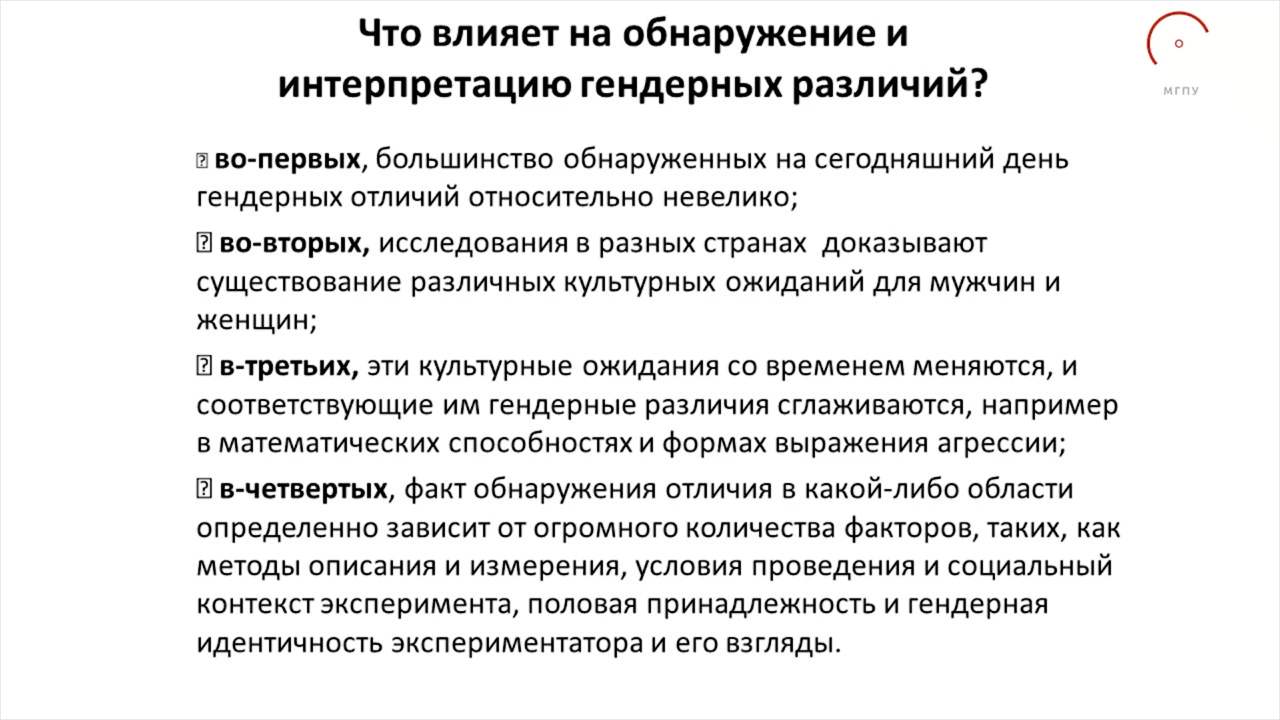 Что влияет на обнаружение и
интерпретацию гендерных различий?
МГПУ
во-первых, большинство обнаруженных на сегодняшний день
гендерных отличий относительно невелико;
во-вторых, исследования в разных странах  доказывают
существование различных культурных ожиданий для мужчин и
женщин;
в-третьих, эти культурные ожидания со временем меняются, и
соответствующие им гендерные различия сглаживаются, например
в математических способностях и формах выражения агрессии;
в-четвертых, факт обнаружения отличия в какой-либо области
определенно зависит от огромного количества факторов, таких, как
методы описания и измерения, условия проведения и социальный
контекст эксперимента, половая принадлежность и гендерная
идентичность экспериментатора и его взгляды.